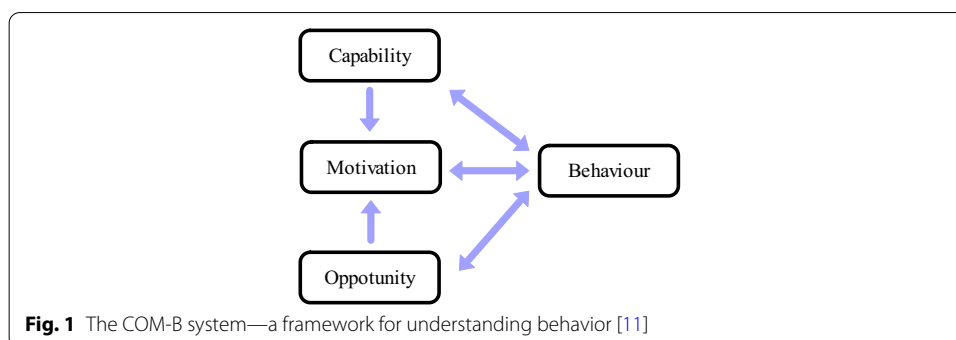 Capability
Motivation
Behaviour
Oppotunity
Fig. 1 The COM-B system—a framework for understanding behavior [11]